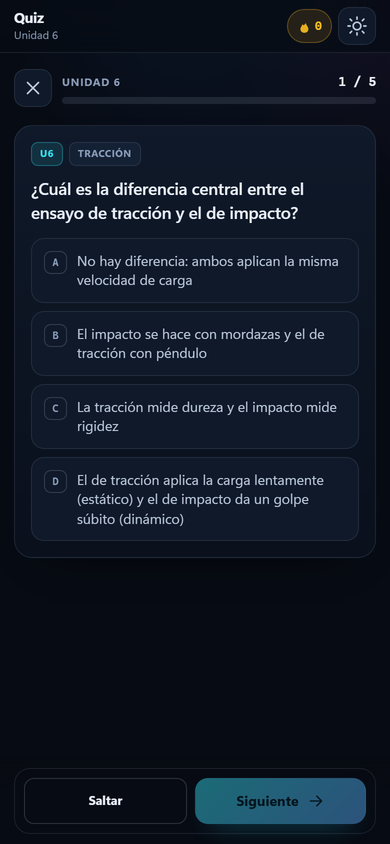 Quiz
Unidad 6
0
UNIDAD 6
1 / 5
U6
TRACCIÓN
¿Cuál es la diferencia central entre el
ensayo de tracción y el de impacto?
A
No hay diferencia: ambos aplican la misma
velocidad de carga
B
El impacto se hace con mordazas y el de
tracción con péndulo
C
La tracción mide dureza y el impacto mide
rigidez
D
El de tracción aplica la carga lentamente
(estático) y el de impacto da un golpe
súbito (dinámico)
Saltar
Siguiente →